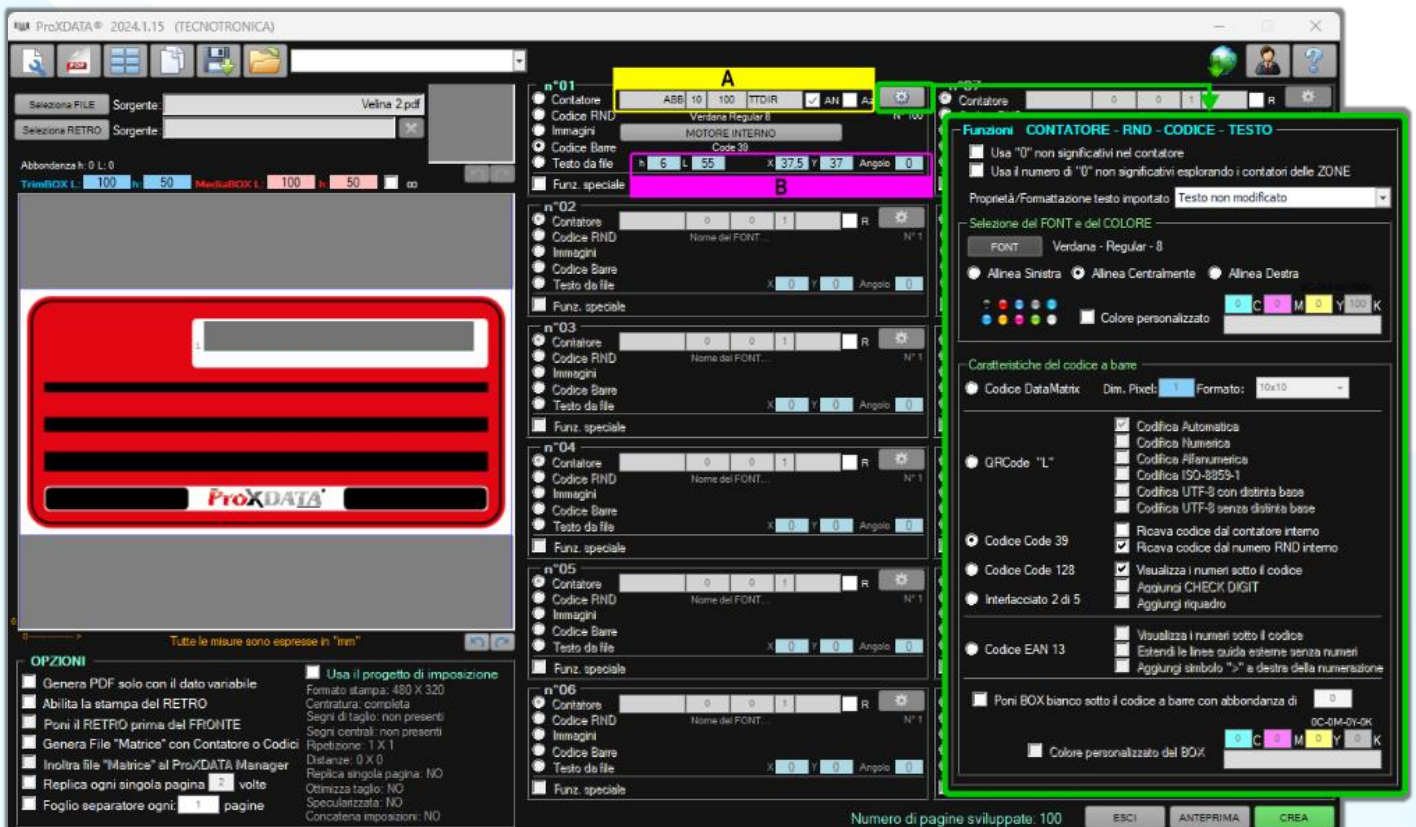 ProXDATA® 2024.1.15 (TECNOTRONICA)
Seleziona FILE Sorgente: Velina 2.pdf
Seleziona RETRO Sorgente:
Abbondanza h: 0 L: 0
TrimBOX L: 100 h: 50 MediaBOX L: 100 h: 50 ∞
1
ProXDATA
0
0------------ >
Tutte le misure sono espresse in "mm"
OPZIONI
Genera PDF solo con il dato variabile
Abilita la stampa del RETRO
Poni il RETRO prima del FRONTE
Genera File "Matrice" con Contatore o Codici
Inoltra file "Matrice" al ProXDATA Manager
Replica ogni singola pagina 2 volte
Foglio separatore ogni: 1 pagine
Usa il progetto di imposizione
Formato stampa: 480 X 320
Centratura: completa
Segni di taglio: non presenti
Segni centrali: non presenti
Ripetizione: 1 X 1
Distanze: 0 X 0
Replica singola pagina: NO
Ottimizza taglio: NO
Specularizzata: NO
Concatena imposizioni: NO
n°01
A
Contatore ABB 10 100 TTDIR AN Az
Codice RND Verdana Regular 8 N° 100
Immagini MOTORE INTERNO
Codice Barre Code 39
Testo da file h 6 L 55 X 37.5 Y 37 Angolo 0
B
Funz. speciale
n°02
Contatore 0 0 1 R
Codice RND Nome del FONT... N° 1
Immagini
Codice Barre
Testo da file X 0 Y 0 Angolo 0
Funz. speciale
n°03
Contatore 0 0 1 R
Codice RND Nome del FONT... N° 1
Immagini
Codice Barre
Testo da file X 0 Y 0 Angolo 0
Funz. speciale
n°04
Contatore 0 0 1 R
Codice RND Nome del FONT... N° 1
Immagini
Codice Barre
Testo da file X 0 Y 0 Angolo 0
Funz. speciale
n°05
Contatore 0 0 1 R
Codice RND Nome del FONT... N° 1
Immagini
Codice Barre
Testo da file X 0 Y 0 Angolo 0
Funz. speciale
n°06
Contatore 0 0 1 R
Codice RND Nome del FONT... N° 1
Immagini
Codice Barre
Testo da file X 0 Y 0 Angolo 0
Funz. speciale
n°07
Contatore 0 0 1 R
Funzioni CONTATORE - RND - CODICE - TESTO
Usa "0" non significativi nel contatore
Usa il numero di "0" non significativi esplorando i contatori delle ZONE
Proprietà/Formattazione testo importato Testo non modificato
Selezione del FONT e del COLORE
FONT Verdana - Regular - 8
Allinea Sinistra Allinea Centralmente Allinea Destra
Colore personalizzato 0 C 0 M 0 Y 100 K
Caratteristiche del codice a barre
Codice DataMatrix Dim. Pixel: 1 Formato: 10x10
Codifica Automatica
Codifica Numerica
QRCode "L" Codifica Alfanumerica
Codifica ISO-8859-1
Codifica UTF-8 con distinta base
Codifica UTF-8 senza distinta base
Ricava codice dal contatore interno
Codice Code 39 Ricava codice dal numero RND interno
Codice Code 128 Visualizza i numeri sotto il codice
Aggiungi CHECK DIGIT
Interlacciato 2 di 5 Aggiungi riquadro
Visualizza i numeri sotto il codice
Codice EAN 13 Estendi le linee guida esterne senza numeri
Aggiungi simbolo ">" a destra della numerazione
Poni BOX bianco sotto il codice a barre con abbondanza di 0
0C-0M-0Y-0K
Colore personalizzato del BOX 0 C 0 M 0 Y 0 K
Numero di pagine sviluppate: 100 ESCI ANTEPRIMA CREA